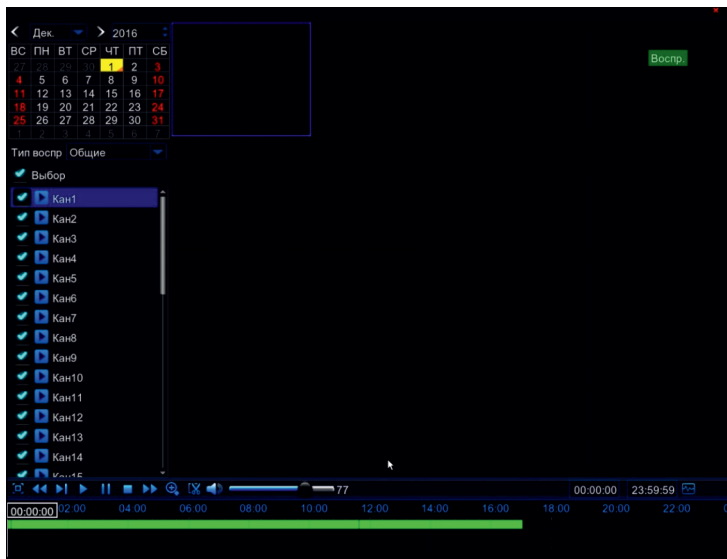 Дек. 2016
ВС ПН ВТ СР ЧТ ПТ СБ
27 28 29 30 1 2 3
4 5 6 7 8 9 10
11 12 13 14 15 16 17
18 19 20 21 22 23 24
25 26 27 28 29 30 31
1 2 3 4 5 6 7
Воспр.
Тип воспр Общие
Выбор
Кан1
Кан2
Кан3
Кан4
Кан5
Кан6
Кан7
Кан8
Кан9
Кан10
Кан11
Кан12
Кан13
Кан14
Кан15
77 00:00:00 23:59:59
00:00:00 02:00 04:00 06:00 08:00 10:00 12:00 14:00 16:00 18:00 20:00 22:00